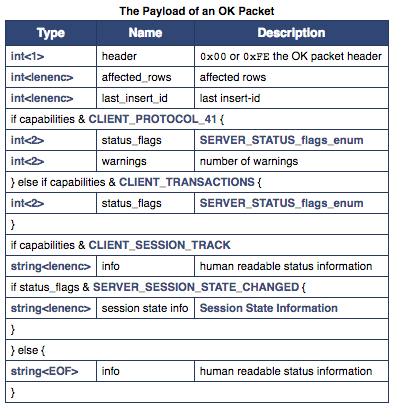 The Payload of an OK Packet
Type Name Description
int<1> header 0x00 or 0xFE the OK packet header
int<lenenc> affected_rows affected rows
int<lenenc> last_insert_id last insert-id
if capabilities & CLIENT_PROTOCOL_41 {
int<2> status_flags SERVER_STATUS_flags_enum
int<2> warnings number of warnings
} else if capabilities & CLIENT_TRANSACTIONS {
int<2> status_flags SERVER_STATUS_flags_enum
}
if capabilities & CLIENT_SESSION_TRACK
string<lenenc> info human readable status information
if status_flags & SERVER_SESSION_STATE_CHANGED {
string<lenenc> session state info Session State Information
}
} else {
string<EOF> info human readable status information
}